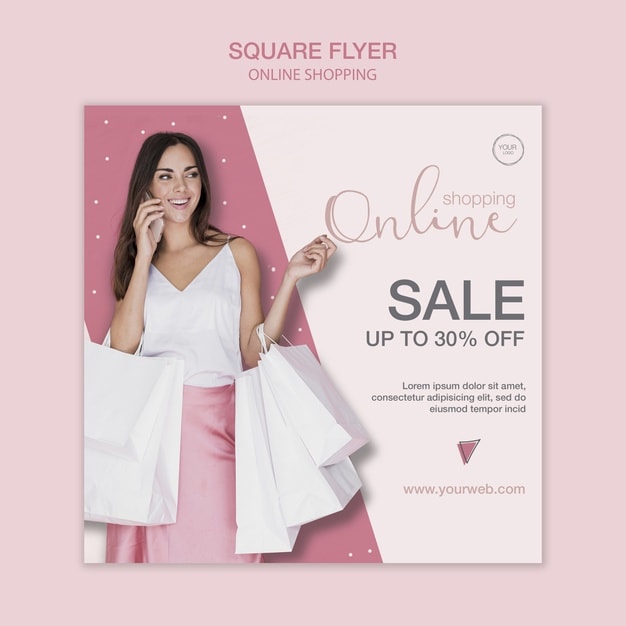 SQUARE FLYER
ONLINE SHOPPING
YOUR
LOGO
shopping
Online
SALE
UP TO 30% OFF
Lorem ipsum dolor sit amet,
consectetur adipisicing elit, sed do
eiusmod tempor incid
www.yourweb.com